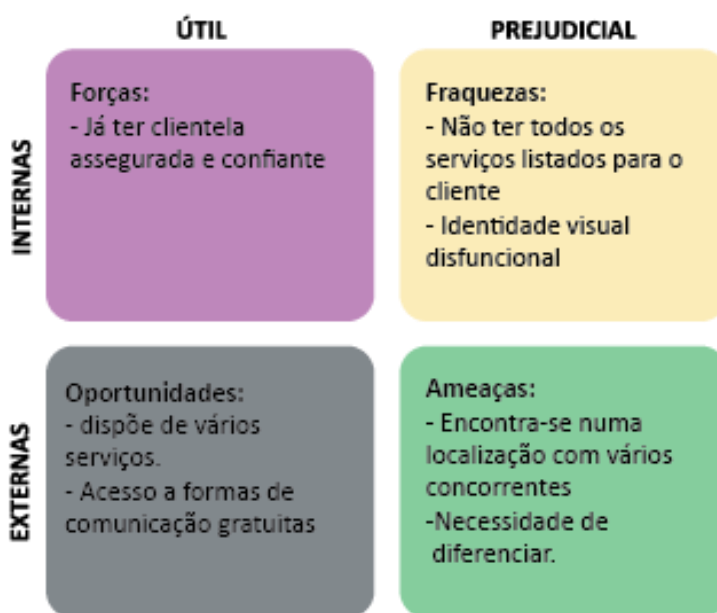 ÚTIL
PREJUDICIAL
INTERNAS
Forças:
- Já ter clientela
assegurada e confiante
Fraquezas:
- Não ter todos os
serviços listados para o
cliente
- Identidade visual
disfuncional
EXTERNAS
Oportunidades:
- dispõe de vários
serviços.
- Acesso a formas de
comunicação gratuitas
Ameaças:
- Encontra-se numa
localização com vários
concorrentes
-Necessidade de
diferenciar.